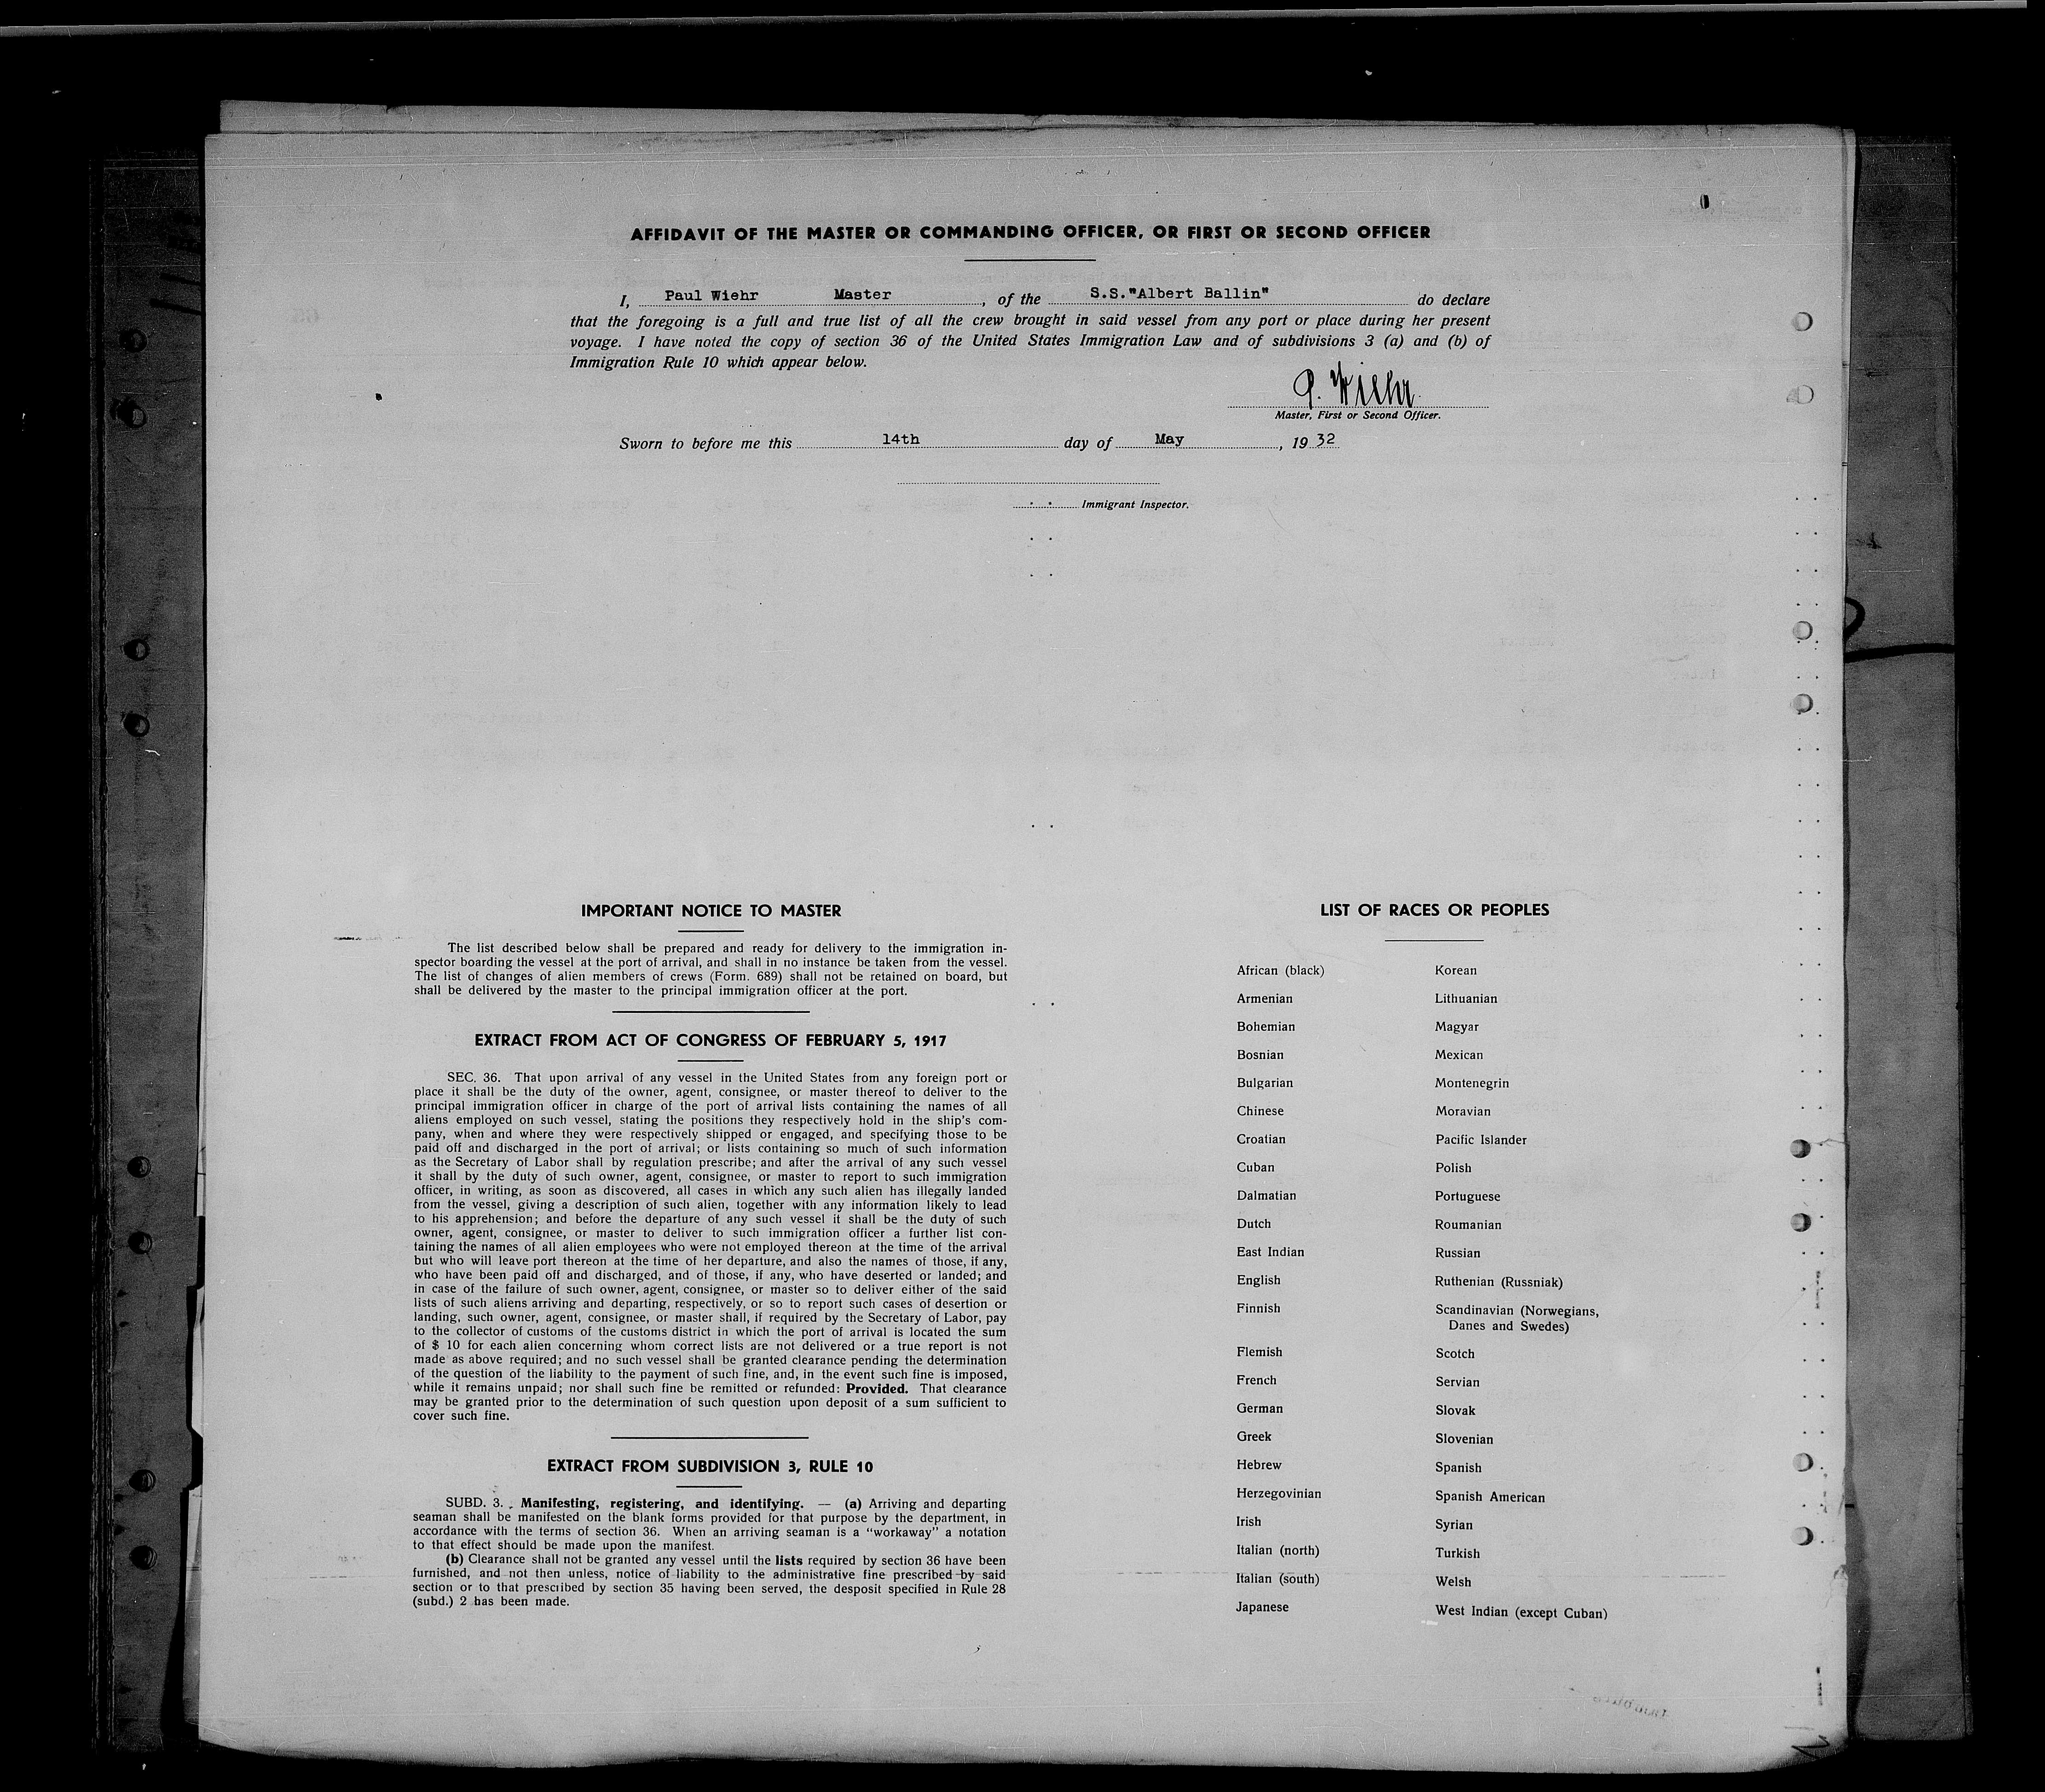 AFFIDAVIT OF THE MASTER OR COMMANDING OFFICER, OR FIRST OR SECOND OFFICER
I, Paul Wiehr Master, of the S.S."Albert Ballin" do declare
that the foregoing is a full and true list of all the crew brought in said vessel from any port or place during her present
voyage. I have noted the copy of section 36 of the United States Immigration Law and of subdivisions 3 (a) and (b) of
Immigration Rule 10 which appear below.
P. Wiehr
Master, First or Second Officer.
Sworn to before me this 14th day of May, 19 32
Immigrant Inspector.
IMPORTANT NOTICE TO MASTER
The list described below shall be prepared and ready for delivery to the immigration in-
spector boarding the vessel at the port of arrival, and shall in no instance be taken from the vessel.
The list of changes of alien members of crews (Form. 689) shall not be retained on board, but
shall be delivered by the master to the principal immigration officer at the port.
EXTRACT FROM ACT OF CONGRESS OF FEBRUARY 5, 1917
SEC. 36. That upon arrival of any vessel in the United States from any foreign port or
place it shall be the duty of the owner, agent, consignee, or master thereof to deliver to the
principal immigration officer in charge of the port of arrival lists containing the names of all
aliens employed on such vessel, stating the positions they respectively hold in the ship's com-
pany, when and where they were respectively shipped or engaged, and specifying those to be
paid off and discharged in the port of arrival; or lists containing so much of such information
as the Secretary of Labor shall by regulation prescribe; and after the arrival of any such vessel
it shall by the duty of such owner, agent, consignee, or master to report to such immigration
officer, in writing, as soon as discovered, all cases in which any such alien has illegally landed
from the vessel, giving a description of such alien, together with any information likely to lead
to his apprehension; and before the departure of any such vessel it shall be the duty of such
owner, agent, consignee, or master to deliver to such immigration officer a further list con-
taining the names of all alien employees who were not employed thereon at the time of the arrival
but who will leave port thereon at the time of her departure, and also the names of those, if any,
who have been paid off and discharged, and of those, if any, who have deserted or landed; and
in case of the failure of such owner, agent, consignee, or master so to deliver either of the said
lists of such aliens arriving and departing, respectively, or so to report such cases of desertion or
landing, such owner, agent, consignee, or master shall, if required by the Secretary of Labor, pay
to the collector of customs of the customs district in which the port of arrival is located the sum
of $ 10 for each alien concerning whom correct lists are not delivered or a true report is not
made as above required; and no such vessel shall be granted clearance pending the determination
of the question of the liability to the payment of such fine, and, in the event such fine is imposed,
while it remains unpaid; nor shall such fine be remitted or refunded: Provided. That clearance
may be granted prior to the determination of such question upon deposit of a sum sufficient to
cover such fine.
EXTRACT FROM SUBDIVISION 3, RULE 10
SUBD. 3. Manifesting, registering, and identifying. — (a) Arriving and departing
seaman shall be manifested on the blank forms provided for that purpose by the department, in
accordance with the terms of section 36. When an arriving seaman is a "workaway" a notation
to that effect should be made upon the manifest.
(b) Clearance shall not be granted any vessel until the lists required by section 36 have been
furnished, and not then unless, notice of liability to the administrative fine prescribed by said
section or to that prescribed by section 35 having been served, the desposit specified in Rule 28
(subd.) 2 has been made.
LIST OF RACES OR PEOPLES
African (black) Korean
Armenian Lithuanian
Bohemian Magyar
Bosnian Mexican
Bulgarian Montenegrin
Chinese Moravian
Croatian Pacific Islander
Cuban Polish
Dalmatian Portuguese
Dutch Roumanian
East Indian Russian
English Ruthenian (Russniak)
Finnish Scandinavian (Norwegians,
Danes and Swedes)
Flemish Scotch
French Servian
German Slovak
Greek Slovenian
Hebrew Spanish
Herzegovinian Spanish American
Irish Syrian
Italian (north) Turkish
Italian (south) Welsh
Japanese West Indian (except Cuban)